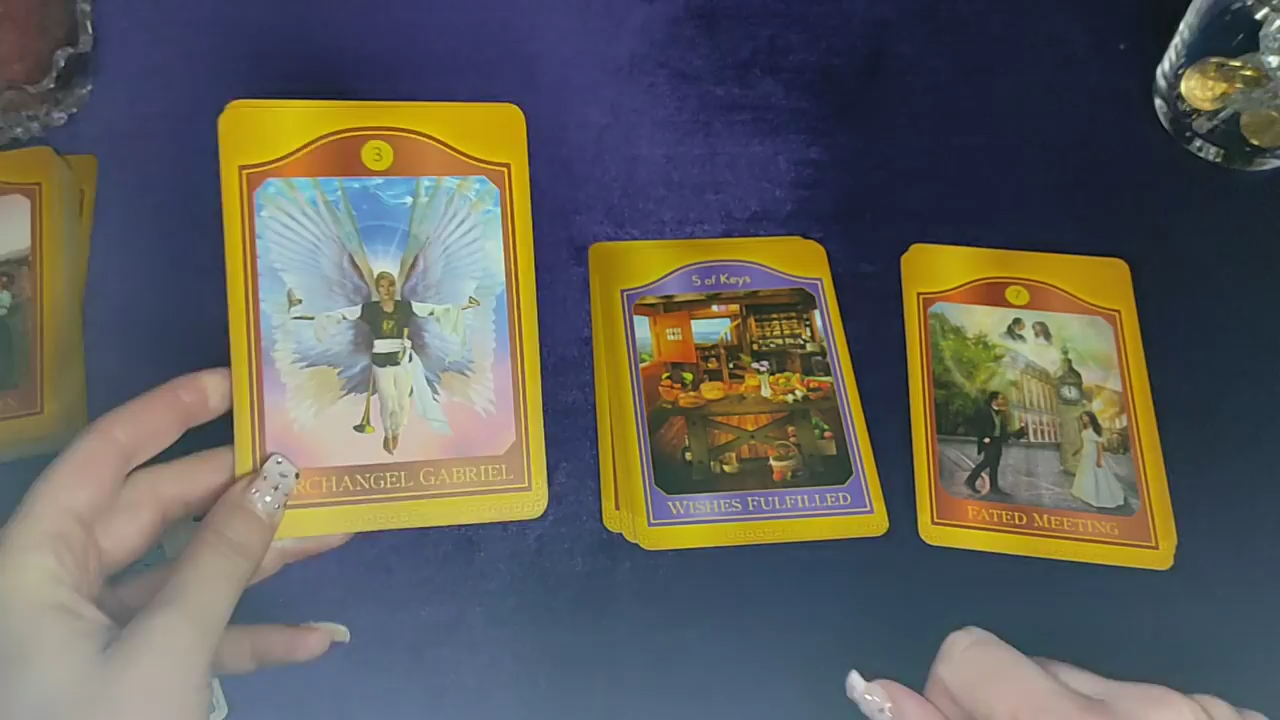 3
ARCHANGEL GABRIEL
5 of Keys
WISHES FULFILLED
7
FATED MEETING